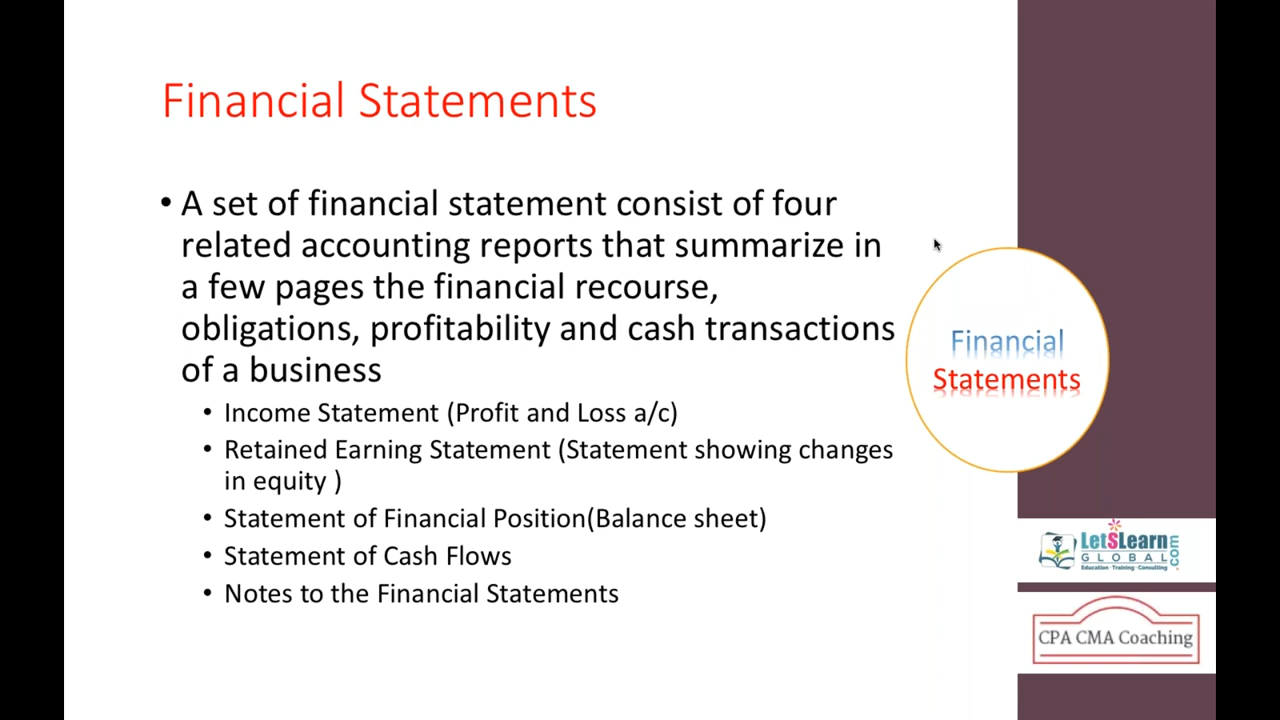 Financial Statements
• A set of financial statement consist of four
related accounting reports that summarize in
a few pages the financial recourse,
obligations, profitability and cash transactions
of a business
• Income Statement (Profit and Loss a/c)
• Retained Earning Statement (Statement showing changes
in equity )
• Statement of Financial Position(Balance sheet)
• Statement of Cash Flows
• Notes to the Financial Statements
Financial
Statements
LetSLearn
GLOBAL.com
Education · Training · Consulting
CPA CMA Coaching